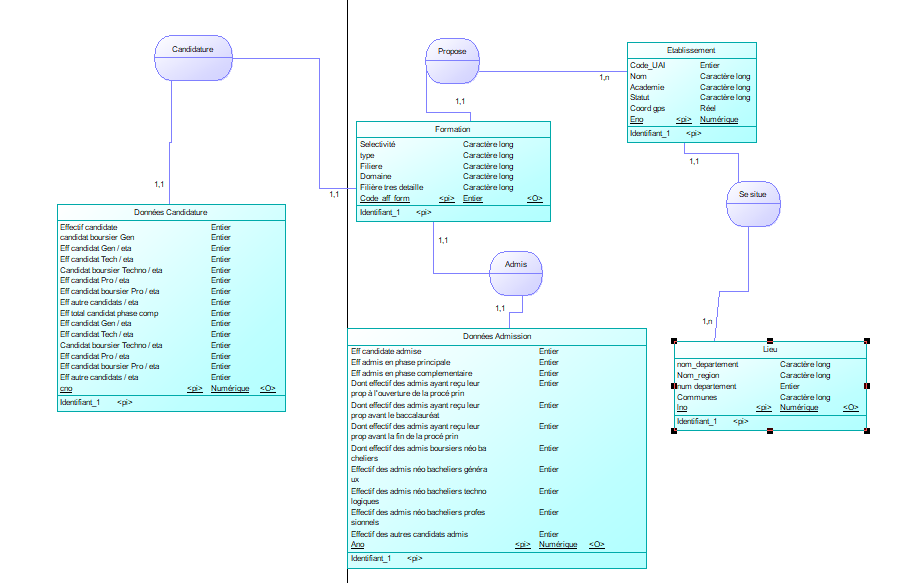 Candidature
1,1
1,1
Propose
1,1
1,n
Etablissement
Code_UAI Entier
Nom Caractère long
Academie Caractère long
Statut Caractère long
Coord gps Réel
Eno <pi> Numérique
Identifiant_1 <pi>
Formation
Selectivité Caractère long
type Caractère long
Filiere Caractère long
Domaine Caractère long
Filière tres detaille Caractère long
Code_aff_form <pi> Entier <O>
Identifiant_1 <pi>
1,1
Se situe
1,n
1,1
Admis
1,1
Données Candidature
Effectif candidate Entier
candidat boursier Gen Entier
Eff candidat Gen / eta Entier
Eff candidat Tech / eta Entier
Candidat boursier Techno / eta Entier
Eff candidat Pro / eta Entier
Eff candidat boursier Pro / eta Entier
Eff autre candidats / eta Entier
Eff total candidat phase comp Entier
Eff candidat Gen / eta Entier
Eff candidat Tech / eta Entier
Candidat boursier Techno / eta Entier
Eff candidat Pro / eta Entier
Eff candidat boursier Pro / eta Entier
Eff autre candidats / eta Entier
cno <pi> Numérique <O>
Identifiant_1 <pi>
Données Admission
Eff candidate admise Entier
Eff admis en phase principale Entier
Eff admis en phase complementaire Entier
Dont effectif des admis ayant reçu leur Entier
prop à l'ouverture de la procé prin
Dont effectif des admis ayant reçu leur Entier
prop avant le baccalauréat
Dont effectif des admis ayant reçu leur Entier
prop avant la fin de la procé prin
Dont effectif des admis boursiers néo ba Entier
cheliers
Effectif des admis néo bacheliers généra Entier
ux
Effectif des admis néo bacheliers techno Entier
logiques
Effectif des admis néo bacheliers profes Entier
sionnels
Effectif des autres candidats admis Entier
Ano <pi> Numérique <O>
Identifiant_1 <pi>
Lieu
nom_departement Caractère long
Nom_region Caractère long
num departement Entier
Communes Caractère long
lno <pi> Numérique <O>
Identifiant_1 <pi>